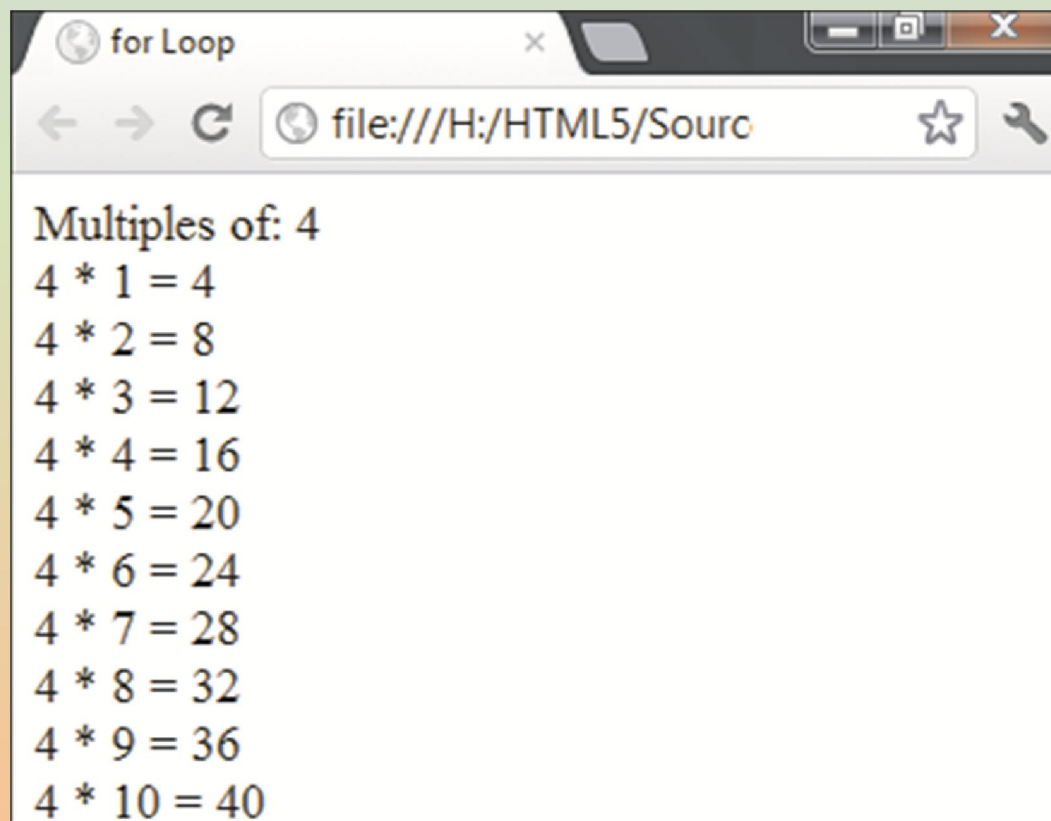 for Loop
file:///H:/HTML5/Sourc
Multiples of: 4
4 * 1 = 4
4 * 2 = 8
4 * 3 = 12
4 * 4 = 16
4 * 5 = 20
4 * 6 = 24
4 * 7 = 28
4 * 8 = 32
4 * 9 = 36
4 * 10 = 40